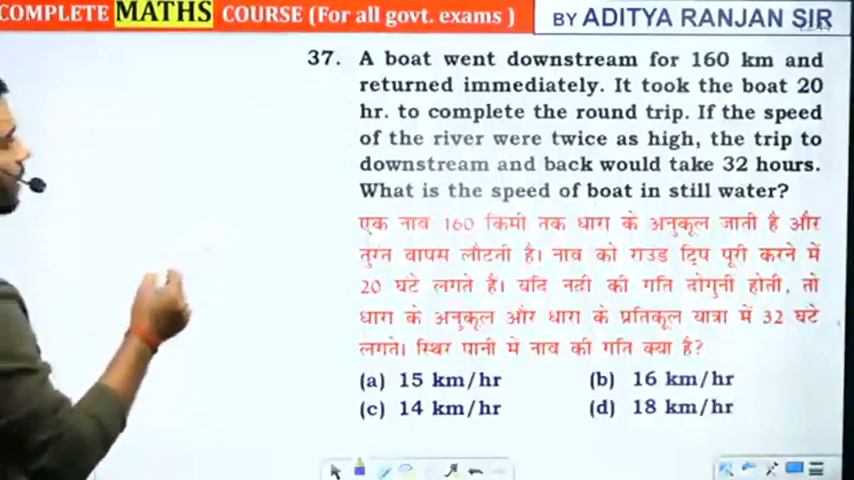 COMPLETE MATHS COURSE (For all govt. exams )
BY ADITYA RANJAN SIR
37. A boat went downstream for 160 km and
returned immediately. It took the boat 20
hr. to complete the round trip. If the speed
of the river were twice as high, the trip to
downstream and back would take 32 hours.
What is the speed of boat in still water?
एक नाव 160 किमी तक धारा के अनुकूल जाती है और
तुरन्त वापस लौटती है। नाव को राउंड ट्रिप पूरी करने में
20 घंटे लगते हैं। यदि नदी की गति दोगुनी होती, तो
धारा के अनुकूल और धारा के प्रतिकूल यात्रा में 32 घंटे
लगते। स्थिर पानी में नाव की गति क्या है?
(a) 15 km/hr (b) 16 km/hr
(c) 14 km/hr (d) 18 km/hr